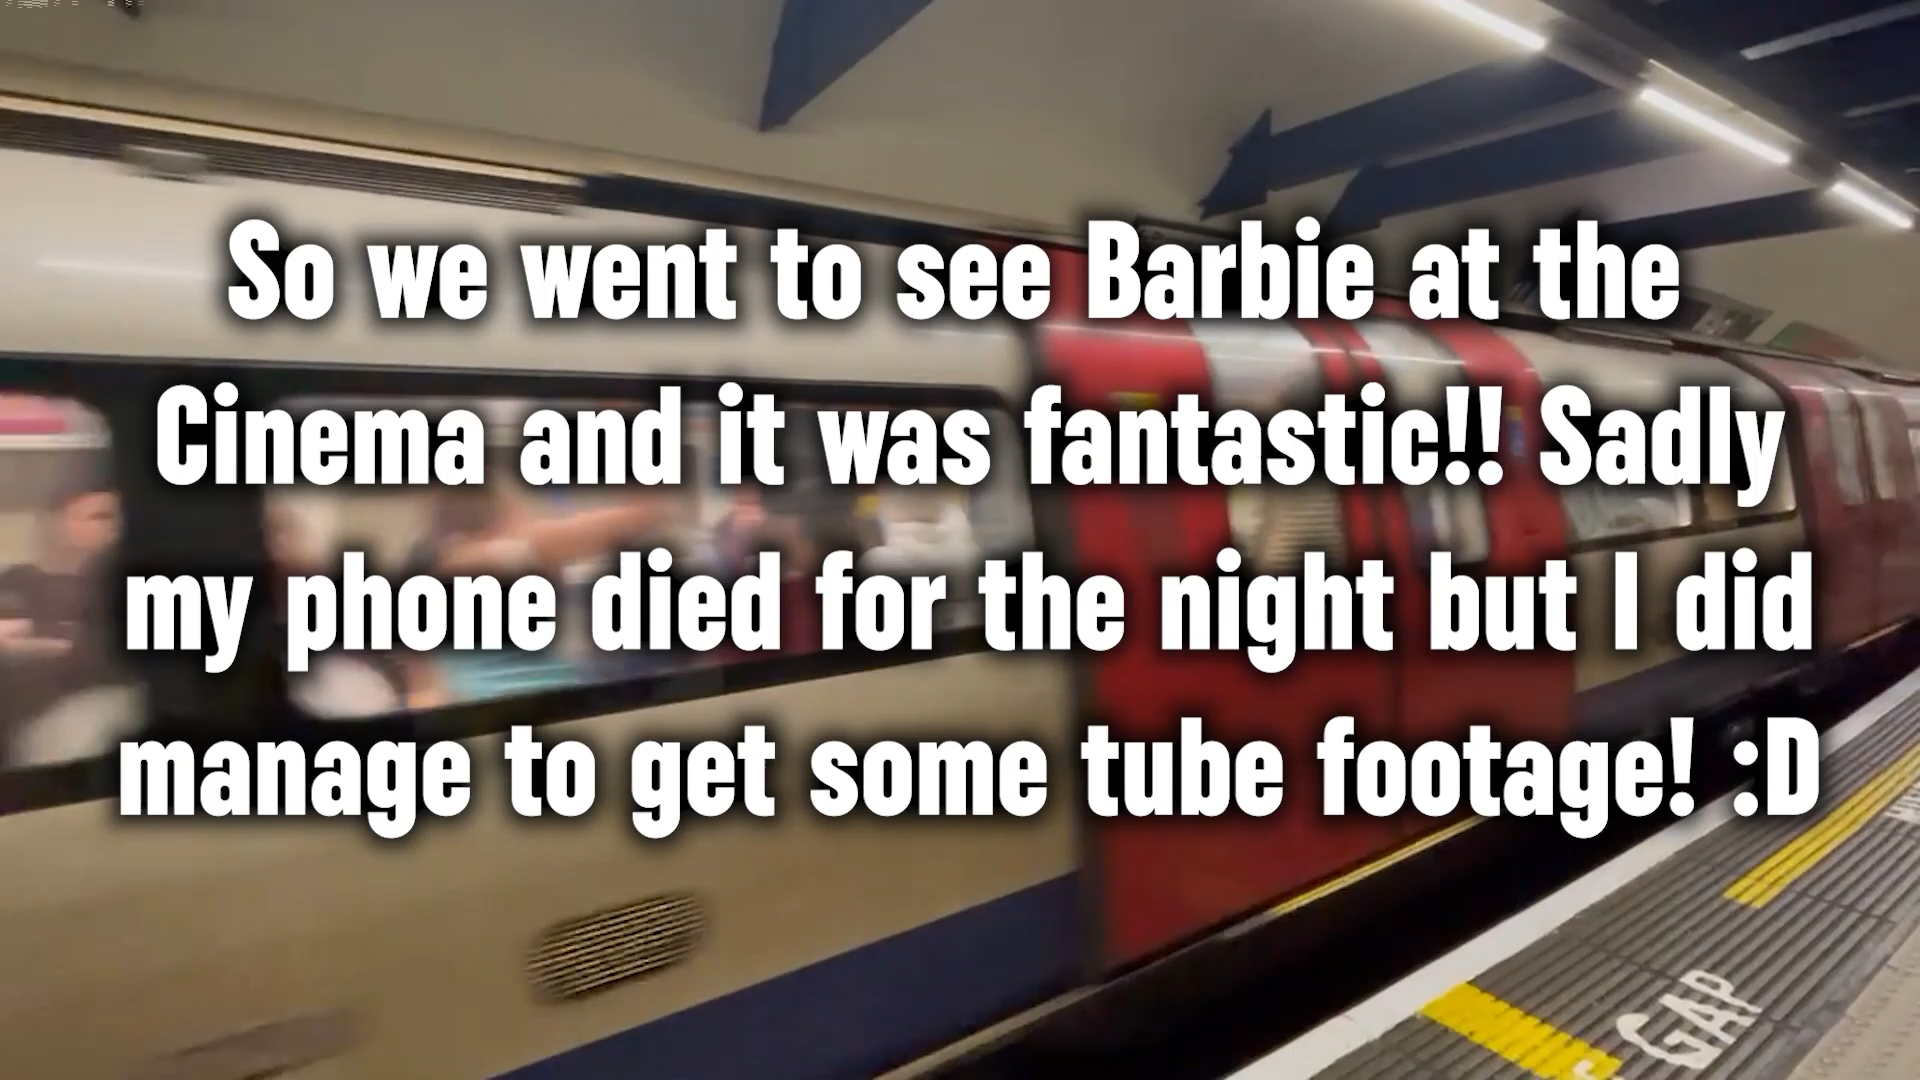 So we went to see Barbie at the
Cinema and it was fantastic!! Sadly
my phone died for the night but I did
manage to get some tube footage! :D
GAP